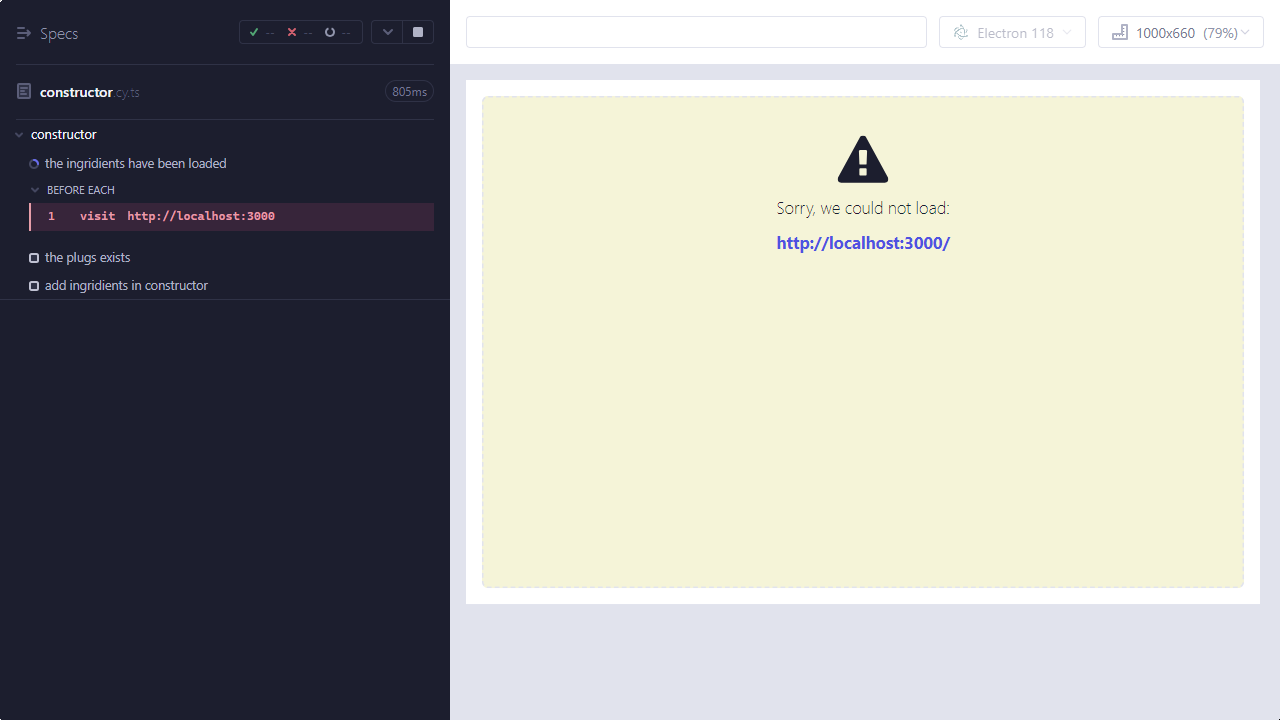 Specs
-- -- --
constructor.cy.ts
805ms
constructor
the ingridients have been loaded
BEFORE EACH
1 visit http://localhost:3000
the plugs exists
add ingridients in constructor
Electron 118
1000x660 (79%)
Sorry, we could not load:
http://localhost:3000/